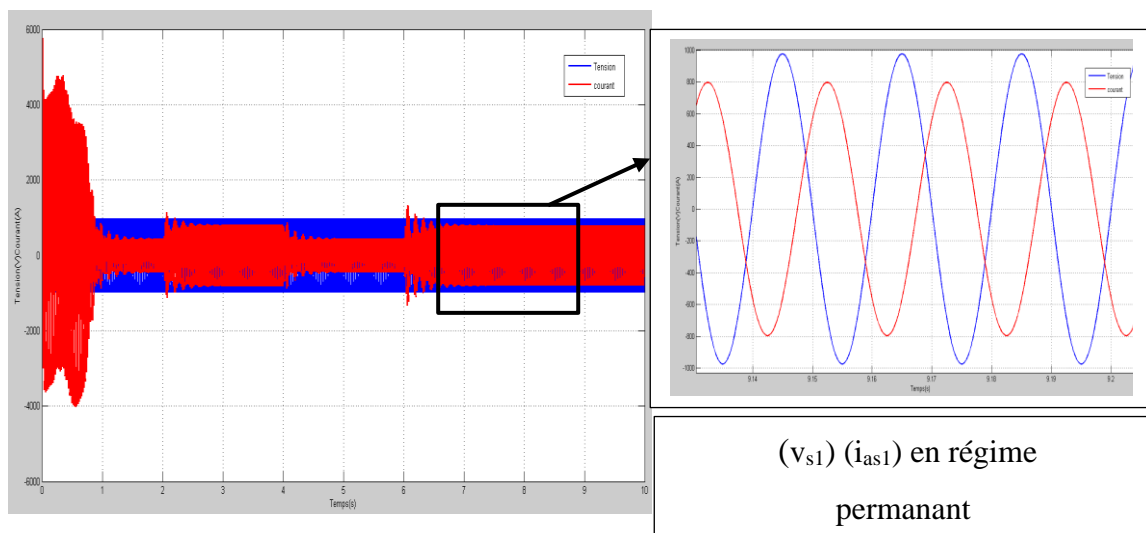 6000
4000
2000
0
-2000
-4000
-6000
Tension(V)Courant(A)
0 1 2 3 4 5 6 7 8 9 10
Temps(s)
Tension
courant
1000
800
600
400
200
0
-200
-400
-600
-800
-1000
Tension(V)Courant(A)
9.14 9.15 9.16 9.17 9.18 9.19 9.2
Temps(s)
Tension
courant
(vs1) (ias1) en régime
permanant